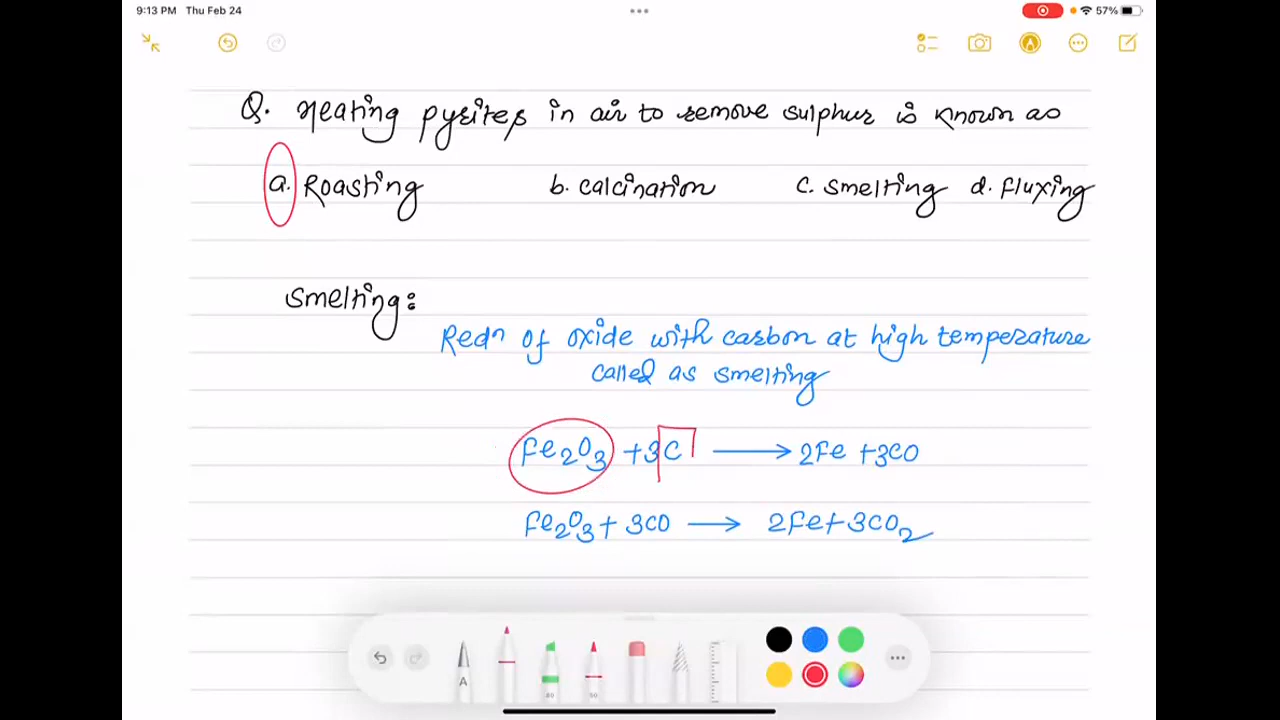 9:13 PM Thu Feb 24
57%
Q. Heating pyrites in air to remove sulphur is known as
a. Roasting b. calcination c. smelting d. fluxing
Smelting:
Redn of oxide with carbon at high temperature
called as smelting
Fe2O3 + 3C → 2Fe + 3CO
Fe2O3 + 3CO → 2Fe + 3CO2
A
80
50